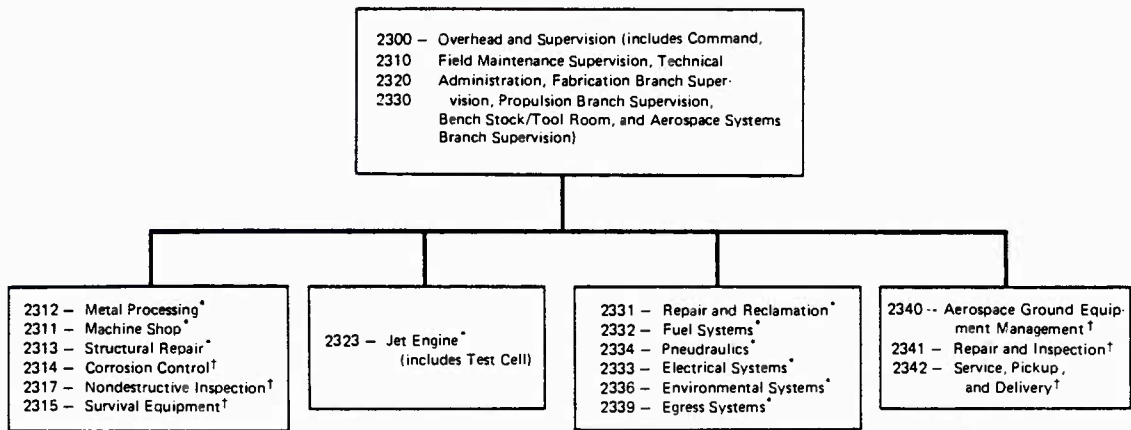 2300 – Overhead and Supervision (includes Command,
2310 Field Maintenance Supervision, Technical
2320 Administration, Fabrication Branch Super-
2330 vision, Propulsion Branch Supervision,
Bench Stock/Tool Room, and Aerospace Systems
Branch Supervision)
2312 – Metal Processing*
2311 – Machine Shop*
2313 – Structural Repair*
2314 – Corrosion Control†
2317 – Nondestructive Inspection†
2315 – Survival Equipment†
2323 – Jet Engine*
(includes Test Cell)
2331 – Repair and Reclamation*
2332 – Fuel Systems*
2334 – Pneudraulics*
2333 – Electrical Systems*
2336 – Environmental Systems*
2339 – Egress Systems*
2340 -- Aerospace Ground Equip-
ment Management†
2341 – Repair and Inspection†
2342 – Service, Pickup,
and Delivery†